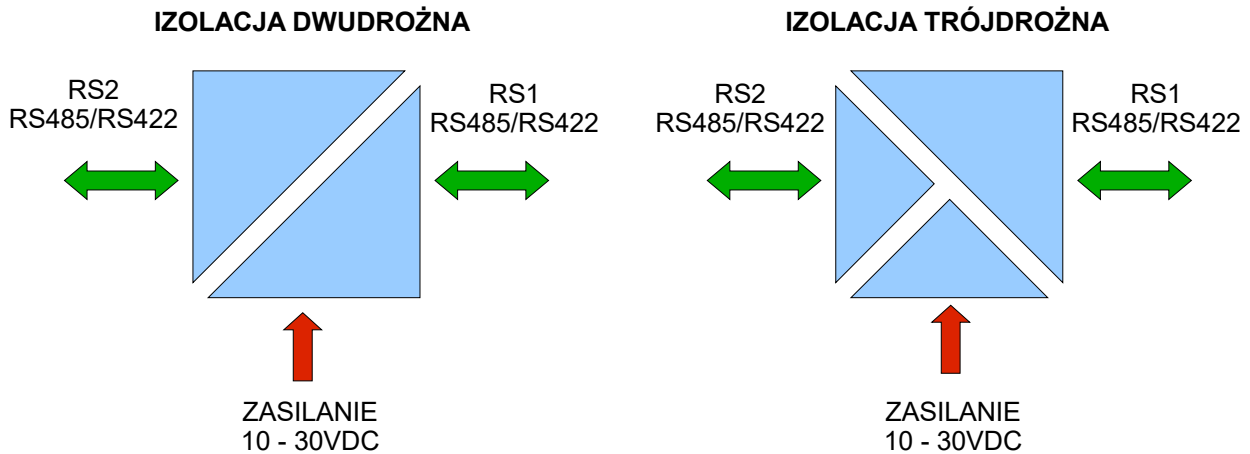 IZOLACJA DWUDROŻNA
RS2
RS485/RS422
RS1
RS485/RS422
ZASILANIE
10 - 30VDC
IZOLACJA TRÓJDROŻNA
RS2
RS485/RS422
RS1
RS485/RS422
ZASILANIE
10 - 30VDC